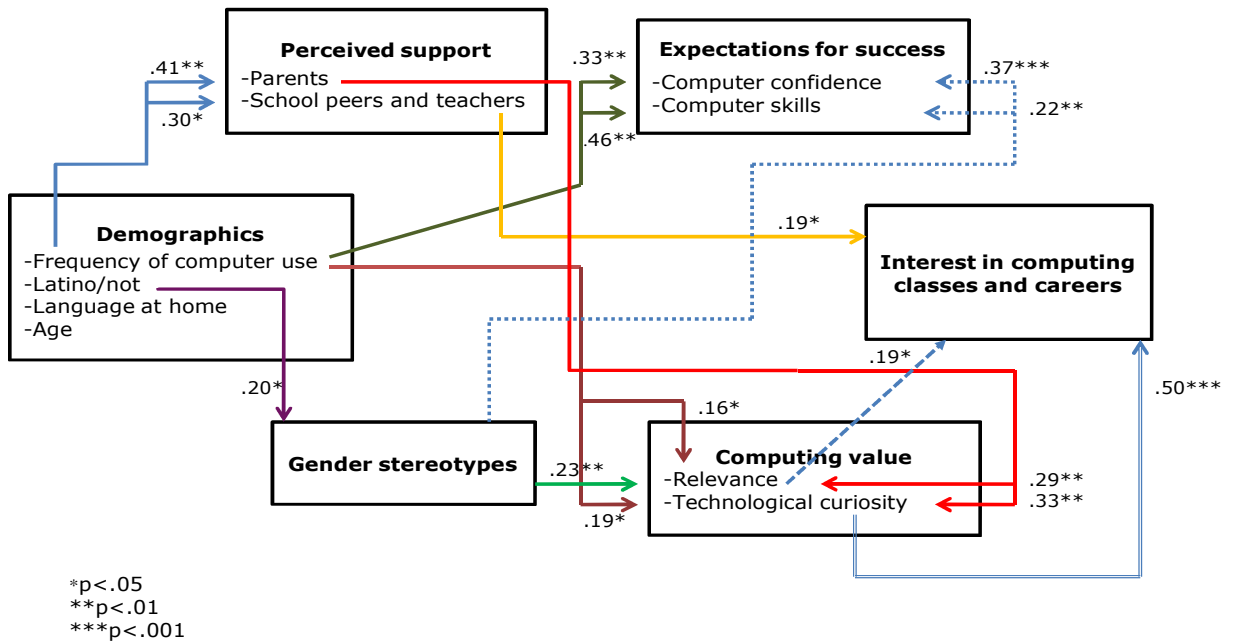 Perceived support
-Parents
-School peers and teachers
Expectations for success
-Computer confidence
-Computer skills
.41**
.30*
.33**
.46**
.37***
.22**
Demographics
-Frequency of computer use
-Latino/not
-Language at home
-Age
.19*
Interest in computing
classes and careers
.20*
.19*
.50***
.16*
Gender stereotypes
.23**
.19*
Computing value
-Relevance
-Technological curiosity
.29**
.33**
*p<.05
**p<.01
***p<.001